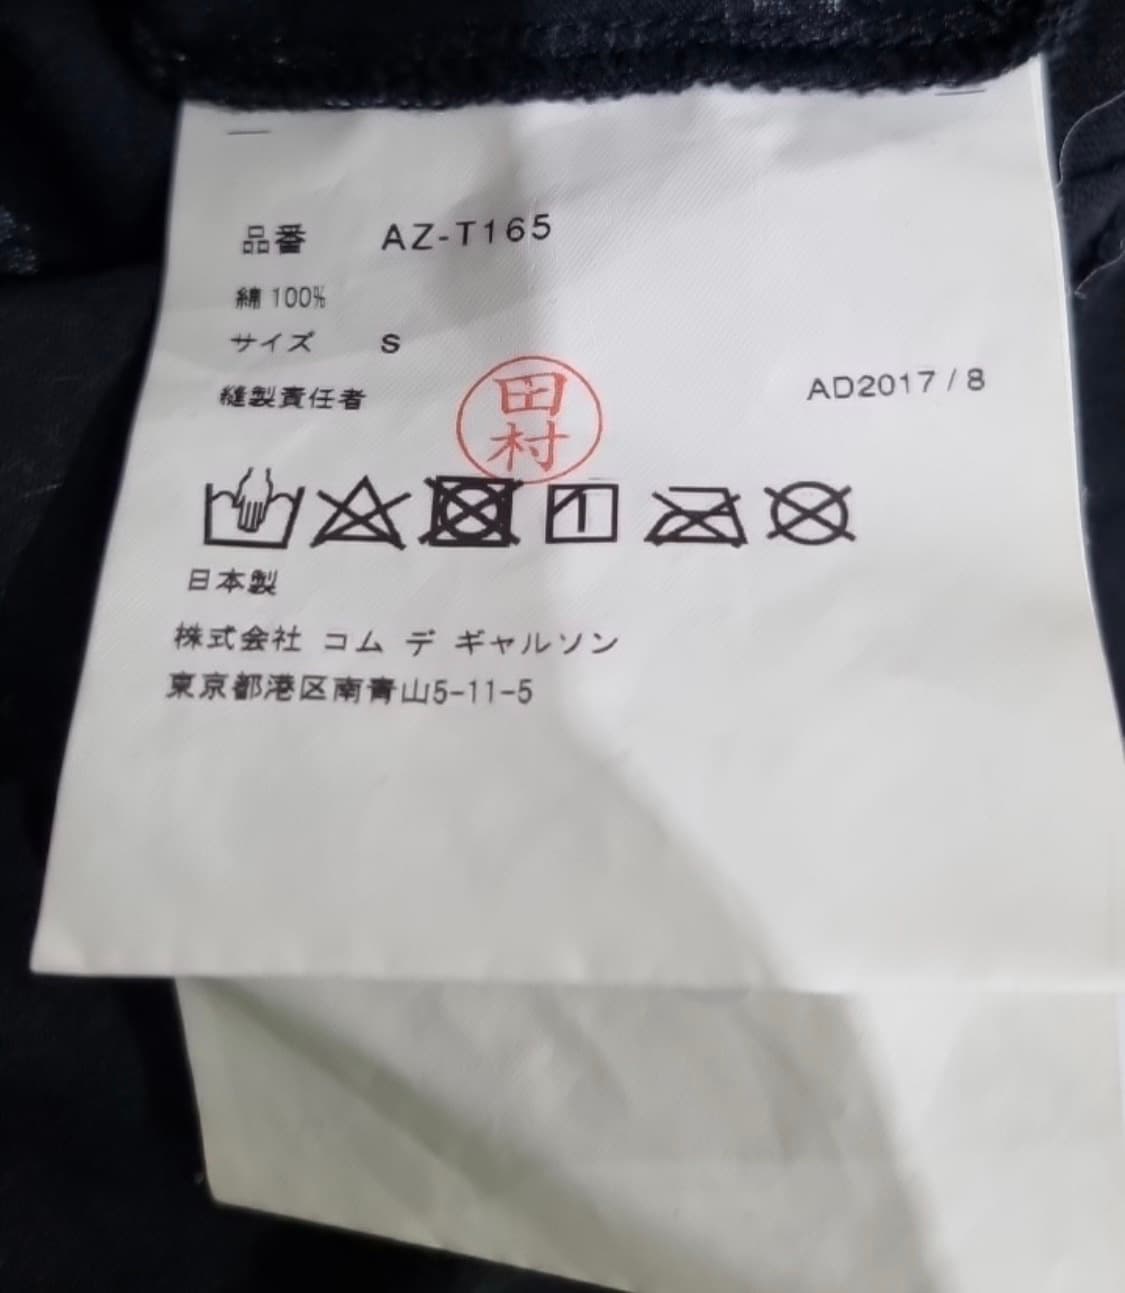 品番 AZ-T165
綿 100%
サイズ S
縫製責任者 田村 AD2017/8
日本製
株式会社 コム デ ギャルソン
東京都港区南青山5-11-5